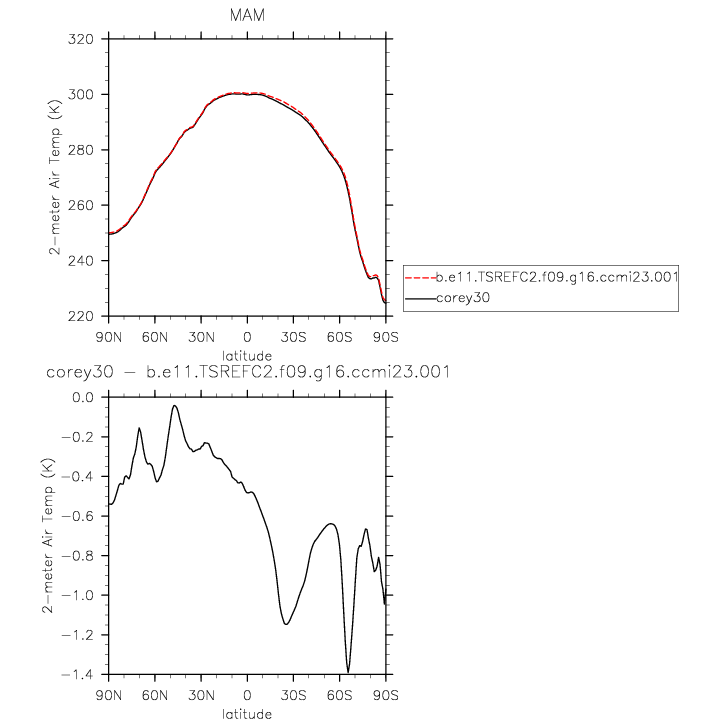 MAM
320
300
280
260
240
220
2-meter Air Temp (K)
90N 60N 30N 0 30S 60S 90S
latitude
b.e11.TSREFC2.f09.g16.ccmi23.001
corey30
corey30 - b.e11.TSREFC2.f09.g16.ccmi23.001
0.0
-0.2
-0.4
-0.6
-0.8
-1.0
-1.2
-1.4
2-meter Air Temp (K)
90N 60N 30N 0 30S 60S 90S
latitude